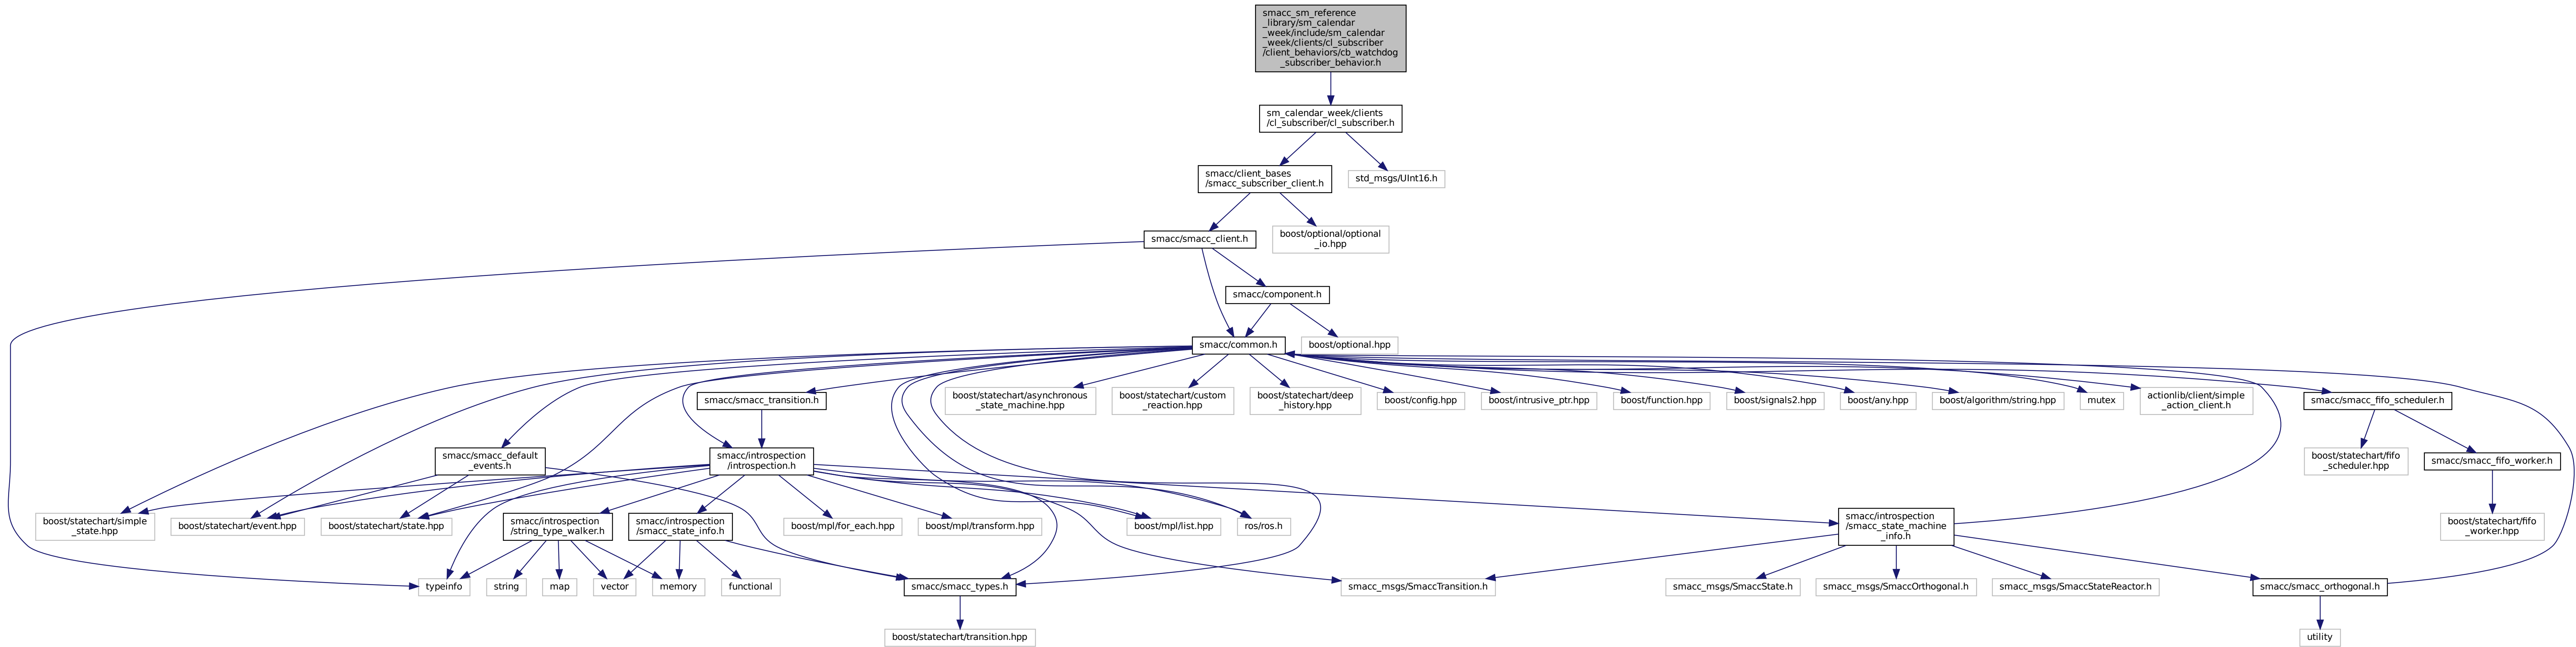 smacc_sm_reference
_library/sm_calendar
_week/include/sm_calendar
_week/clients/cl_subscriber
/client_behaviors/cb_watchdog
_subscriber_behavior.h
sm_calendar_week/clients
/cl_subscriber/cl_subscriber.h
smacc/client_bases
/smacc_subscriber_client.h
std_msgs/UInt16.h
smacc/smacc_client.h
boost/optional/optional
_io.hpp
smacc/component.h
smacc/common.h
boost/optional.hpp
smacc/smacc_transition.h
boost/statechart/asynchronous
_state_machine.hpp
boost/statechart/custom
_reaction.hpp
boost/statechart/deep
_history.hpp
boost/config.hpp
boost/intrusive_ptr.hpp
boost/function.hpp
boost/signals2.hpp
boost/any.hpp
boost/algorithm/string.hpp
mutex
actionlib/client/simple
_action_client.h
smacc/smacc_fifo_scheduler.h
smacc/smacc_default
_events.h
smacc/introspection
/introspection.h
boost/statechart/fifo
_scheduler.hpp
smacc/smacc_fifo_worker.h
boost/statechart/simple
_state.hpp
boost/statechart/event.hpp
boost/statechart/state.hpp
smacc/introspection
/string_type_walker.h
smacc/introspection
/smacc_state_info.h
boost/mpl/for_each.hpp
boost/mpl/transform.hpp
boost/mpl/list.hpp
ros/ros.h
smacc/introspection
/smacc_state_machine
_info.h
boost/statechart/fifo
_worker.hpp
typeinfo
string
map
vector
memory
functional
smacc/smacc_types.h
smacc_msgs/SmaccTransition.h
smacc_msgs/SmaccState.h
smacc_msgs/SmaccOrthogonal.h
smacc_msgs/SmaccStateReactor.h
smacc/smacc_orthogonal.h
boost/statechart/transition.hpp
utility